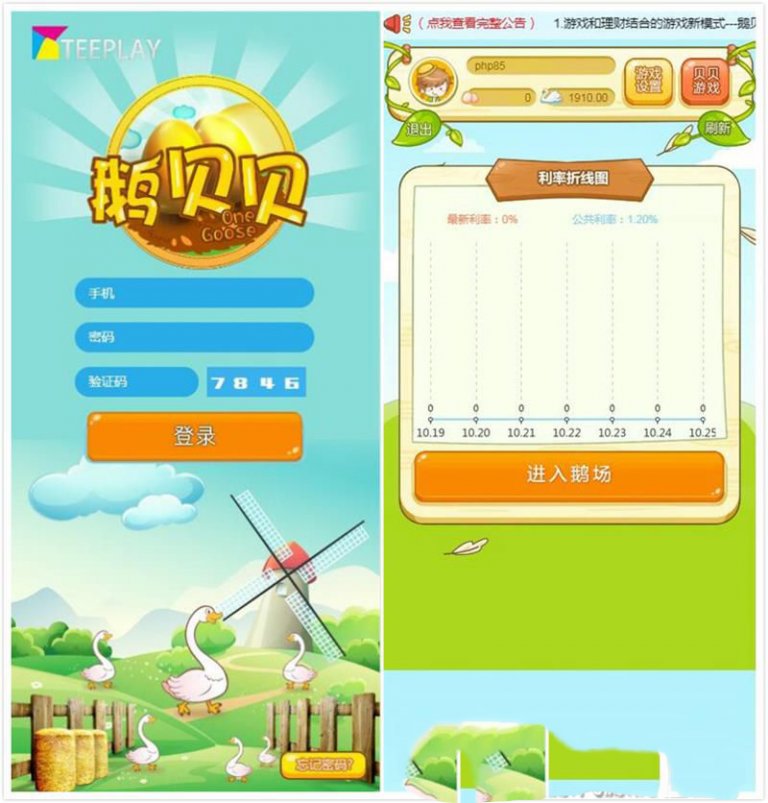 TEEPLAY
鹅贝贝
One
Goose
手机
密码
验证码
7846
登录
忘记密码?
(点我查看完整公告) 1.游戏和理财结合的游戏新模式---鹅贝
php85
0
1910.00
游戏
设置
贝贝
游戏
退出
刷新
利率折线图
最新利率:0%
公共利率:1.20%
0 0 0 0 0 0 0
10.19 10.20 10.21 10.22 10.23 10.24 10.25
进入鹅场